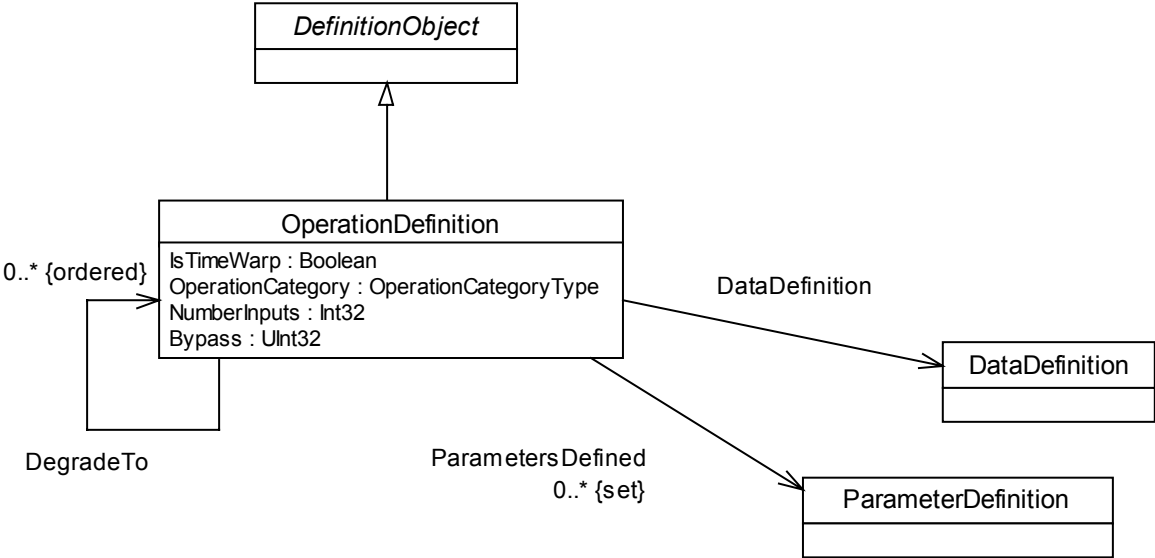 DefinitionObject
OperationDefinition
IsTimeWarp : Boolean
OperationCategory : OperationCategoryType
NumberInputs : Int32
Bypass : UInt32
0..* {ordered}
DegradeTo
DataDefinition
DataDefinition
ParametersDefined
0..* {set}
ParameterDefinition